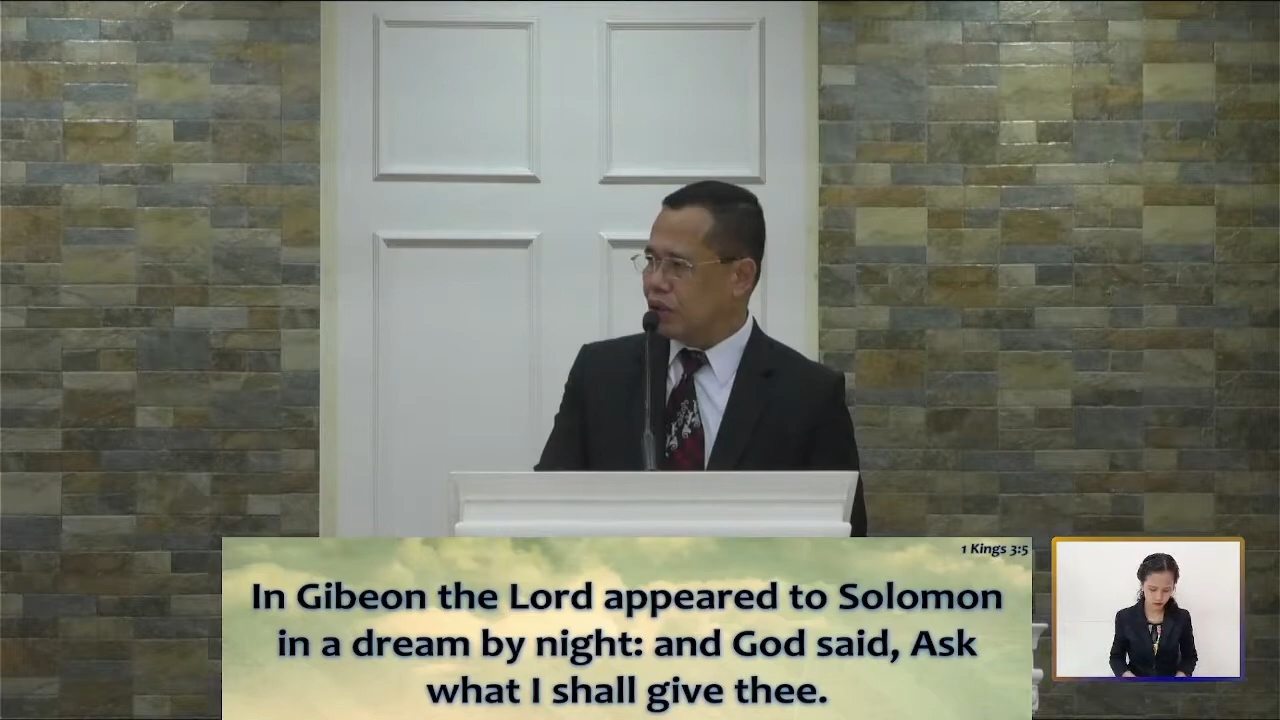 1 Kings 3:5
In Gibeon the Lord appeared to Solomon
in a dream by night: and God said, Ask
what I shall give thee.